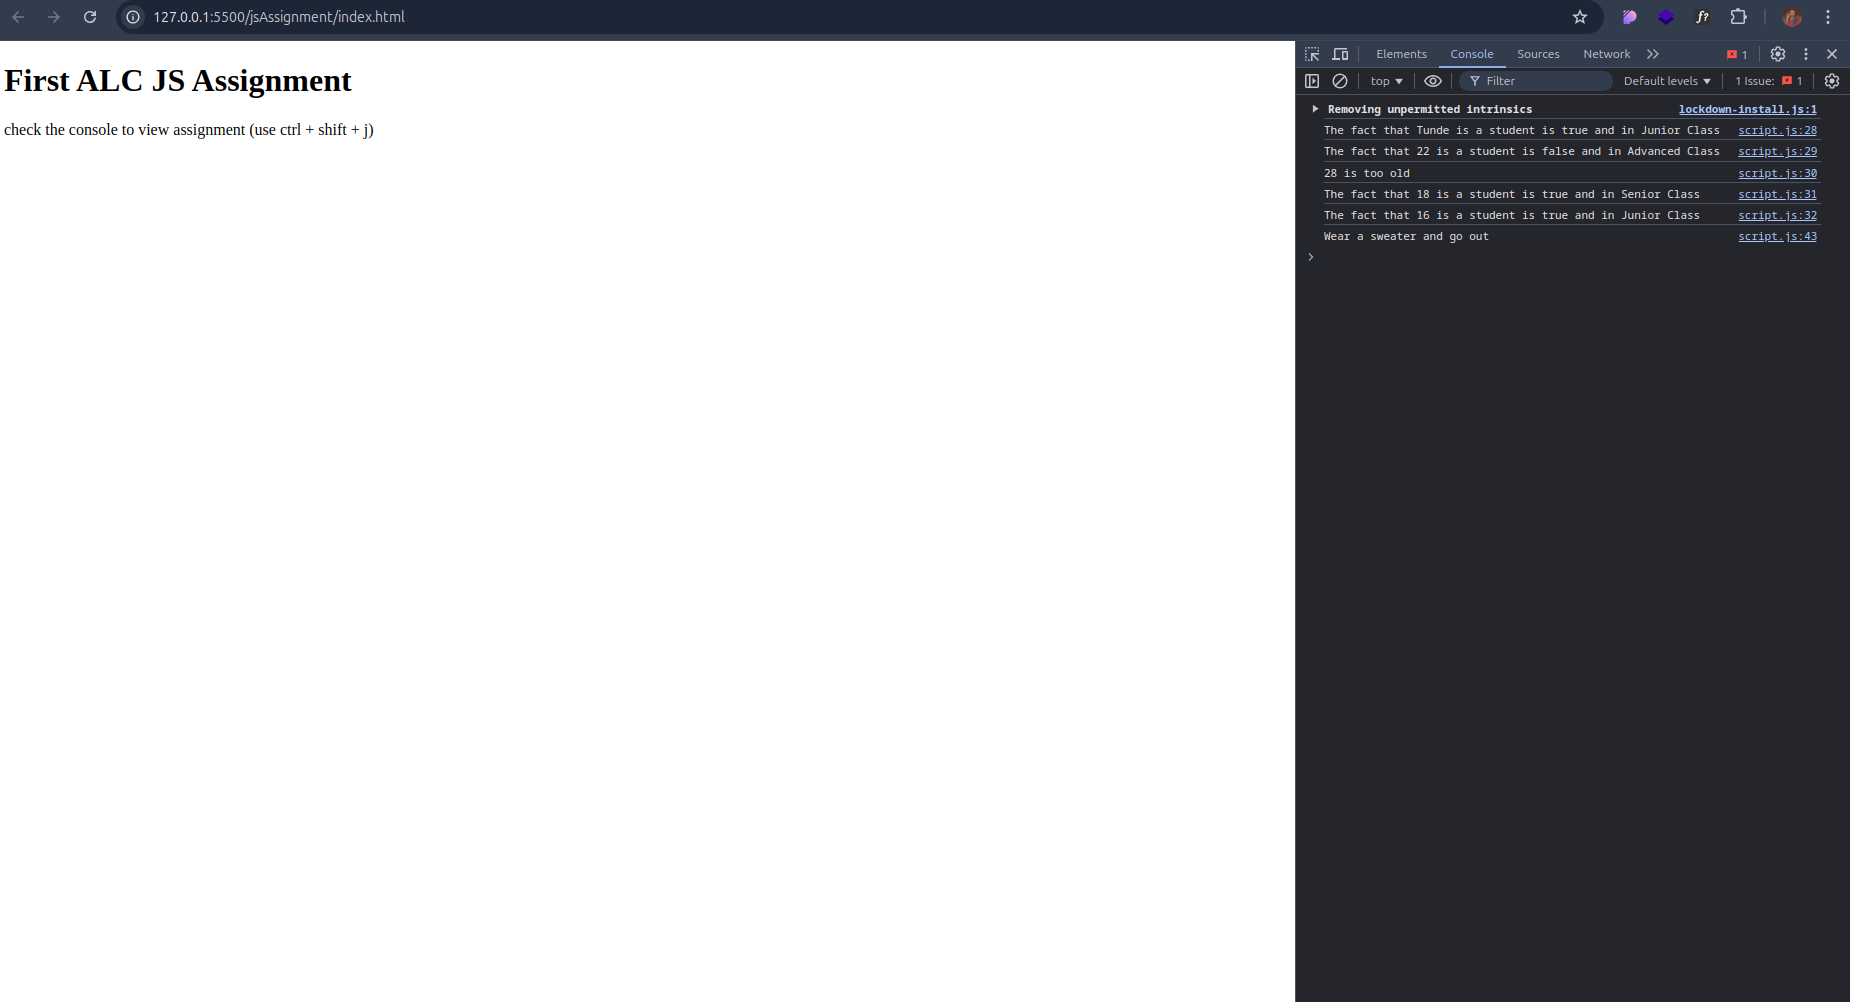 127.0.0.1:5500/jsAssignment/index.html
f?
First ALC JS Assignment
check the console to view assignment (use ctrl + shift + j)
Elements Console Sources Network 1
top Filter Default levels 1 Issue: 1
Removing unpermitted intrinsics lockdown-install.js:1
The fact that Tunde is a student is true and in Junior Class script.js:28
The fact that 22 is a student is false and in Advanced Class script.js:29
28 is too old script.js:30
The fact that 18 is a student is true and in Senior Class script.js:31
The fact that 16 is a student is true and in Junior Class script.js:32
Wear a sweater and go out script.js:43